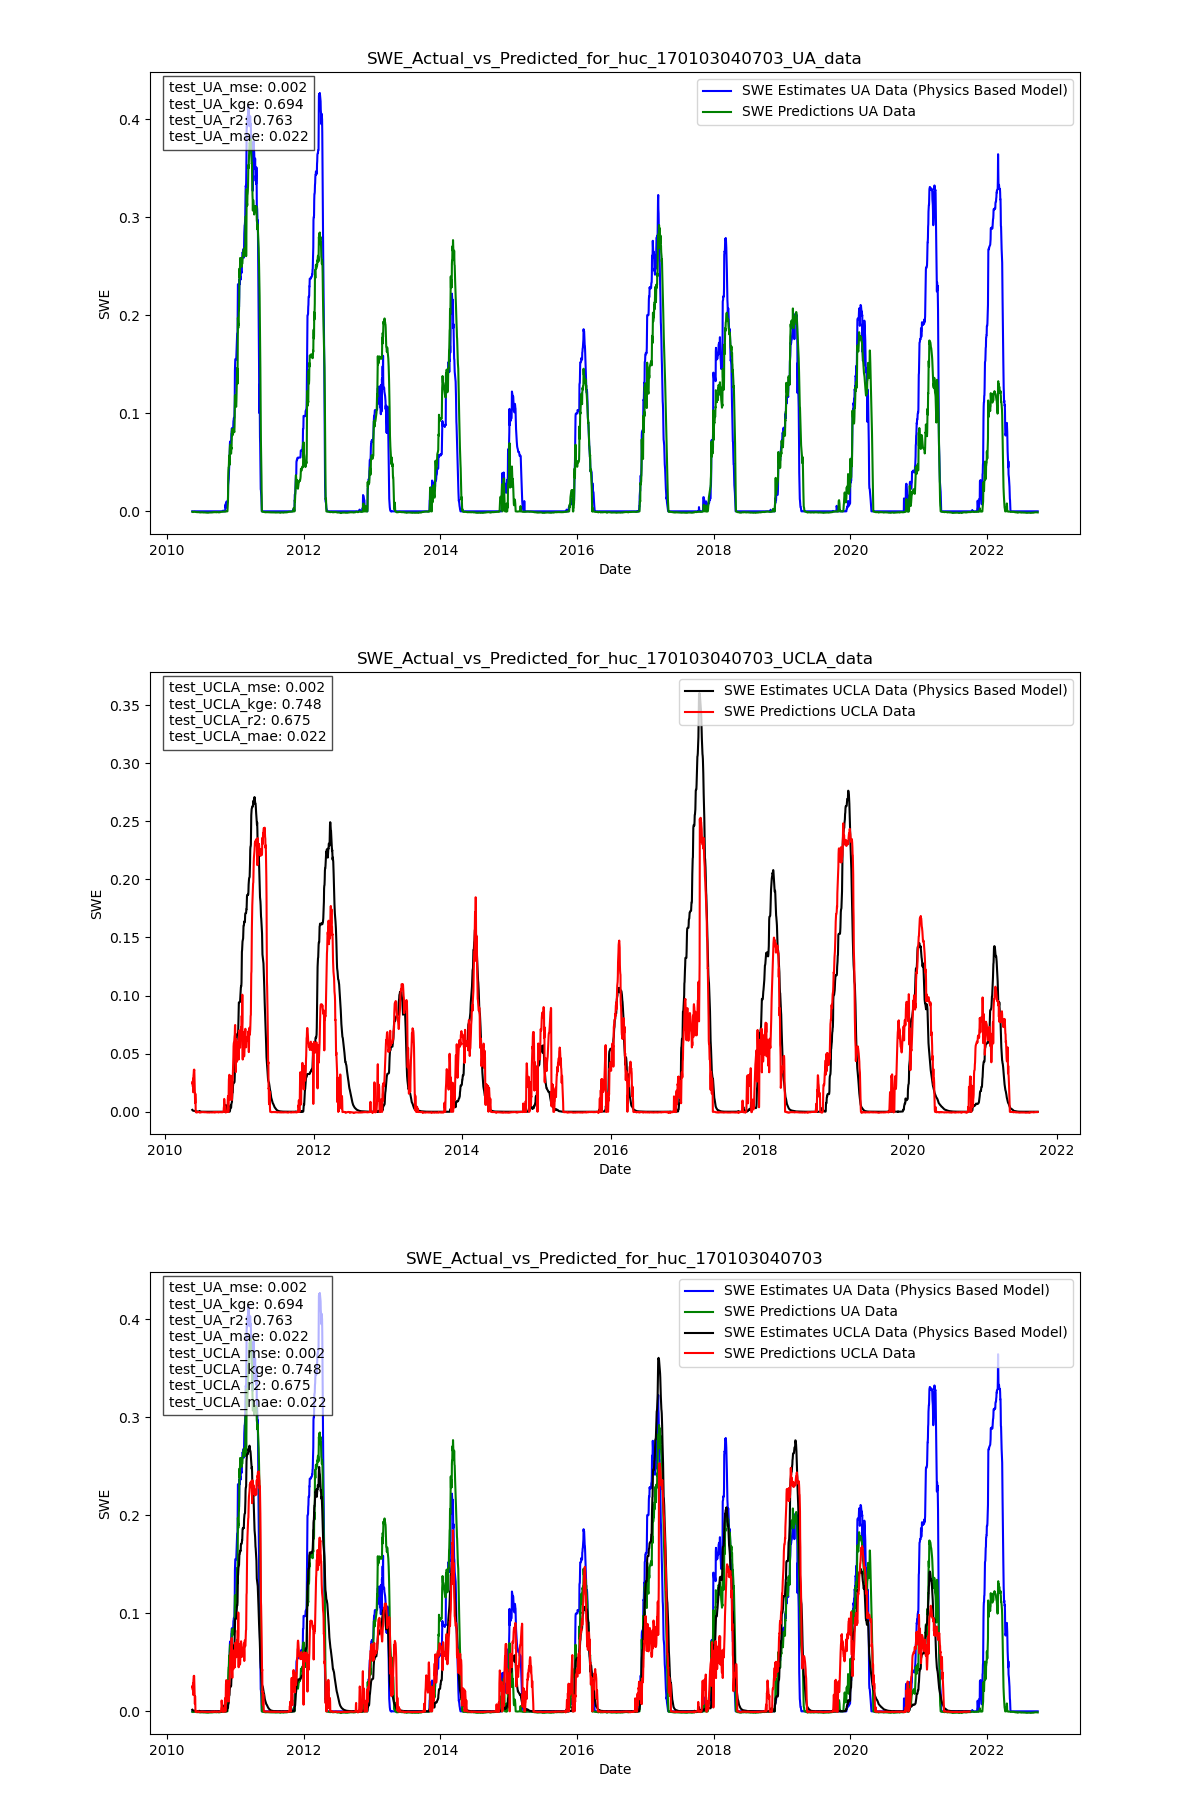 SWE_Actual_vs_Predicted_for_huc_170103040703_UA_data
test_UA_mse: 0.002
test_UA_kge: 0.694
test_UA_r2: 0.763
test_UA_mae: 0.022
SWE Estimates UA Data (Physics Based Model)
SWE Predictions UA Data
0.4
0.3
0.2
0.1
0.0
SWE
2010 2012 2014 2016 2018 2020 2022
Date
SWE_Actual_vs_Predicted_for_huc_170103040703_UCLA_data
test_UCLA_mse: 0.002
test_UCLA_kge: 0.748
test_UCLA_r2: 0.675
test_UCLA_mae: 0.022
SWE Estimates UCLA Data (Physics Based Model)
SWE Predictions UCLA Data
0.35
0.30
0.25
0.20
0.15
0.10
0.05
0.00
SWE
2010 2012 2014 2016 2018 2020 2022
Date
SWE_Actual_vs_Predicted_for_huc_170103040703
test_UA_mse: 0.002
test_UA_kge: 0.694
test_UA_r2: 0.763
test_UA_mae: 0.022
test_UCLA_mse: 0.002
test_UCLA_kge: 0.748
test_UCLA_r2: 0.675
test_UCLA_mae: 0.022
SWE Estimates UA Data (Physics Based Model)
SWE Predictions UA Data
SWE Estimates UCLA Data (Physics Based Model)
SWE Predictions UCLA Data
0.4
0.3
0.2
0.1
0.0
SWE
2010 2012 2014 2016 2018 2020 2022
Date